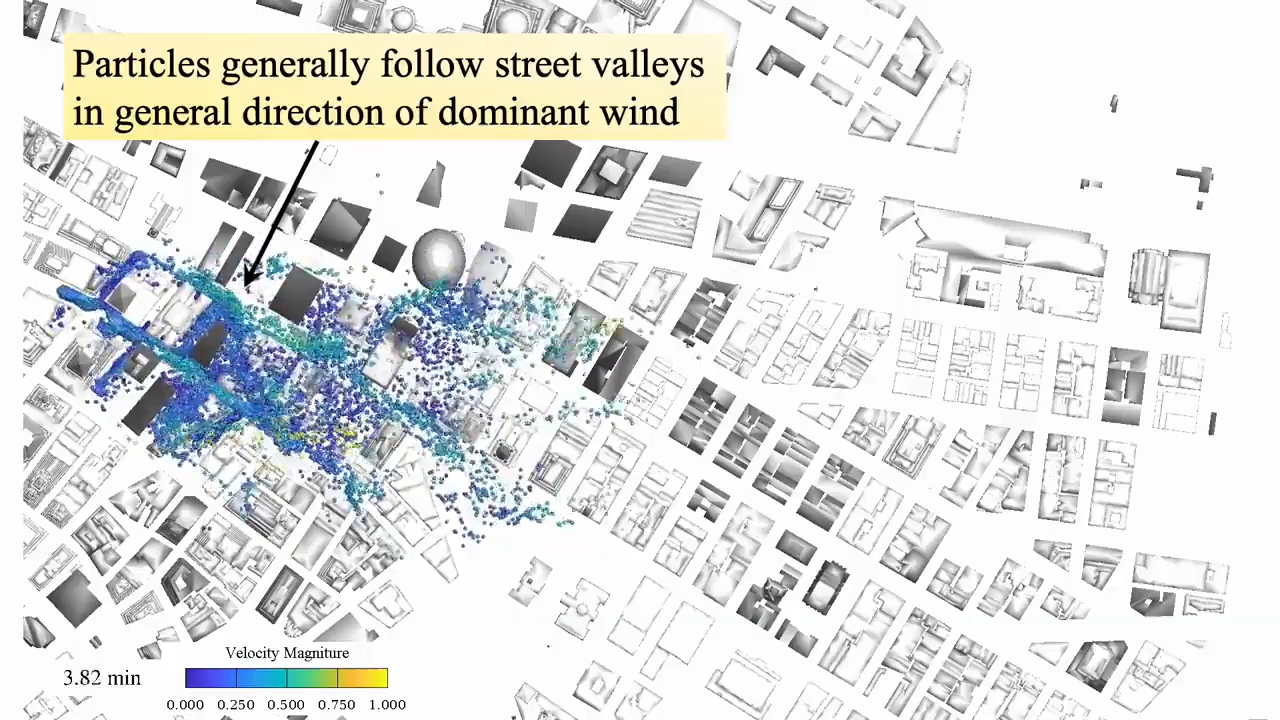 Particles generally follow street valleys
in general direction of dominant wind
Velocity Magniture
3.82 min
0.000 0.250 0.500 0.750 1.000